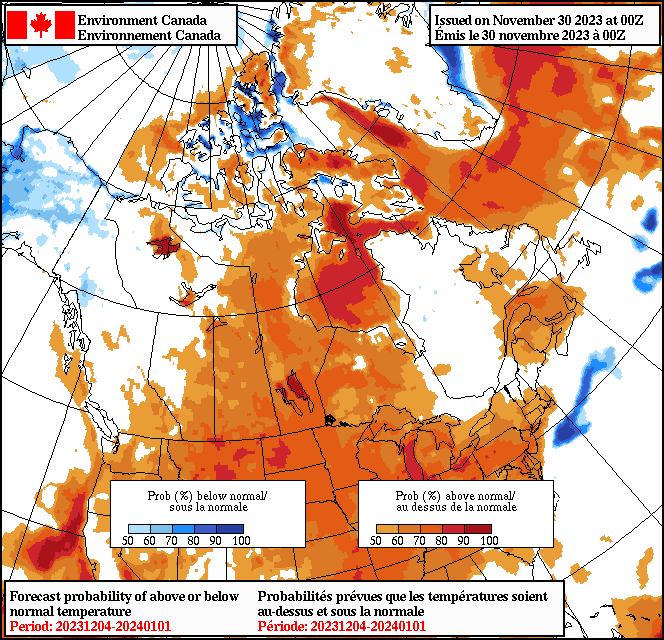 Environment Canada
Environnement Canada
Issued on November 30 2023 at 00Z
Émis le 30 novembre 2023 à 00Z
Prob (%) below normal/
sous la normale
50 60 70 80 90 100
Prob (%) above normal/
au dessus de la normale
50 60 70 80 90 100
Forecast probability of above or below
normal temperature
Period: 20231204-20240101
Probabilités prévues que les températures soient
au-dessus et sous la normale
Période: 20231204-20240101